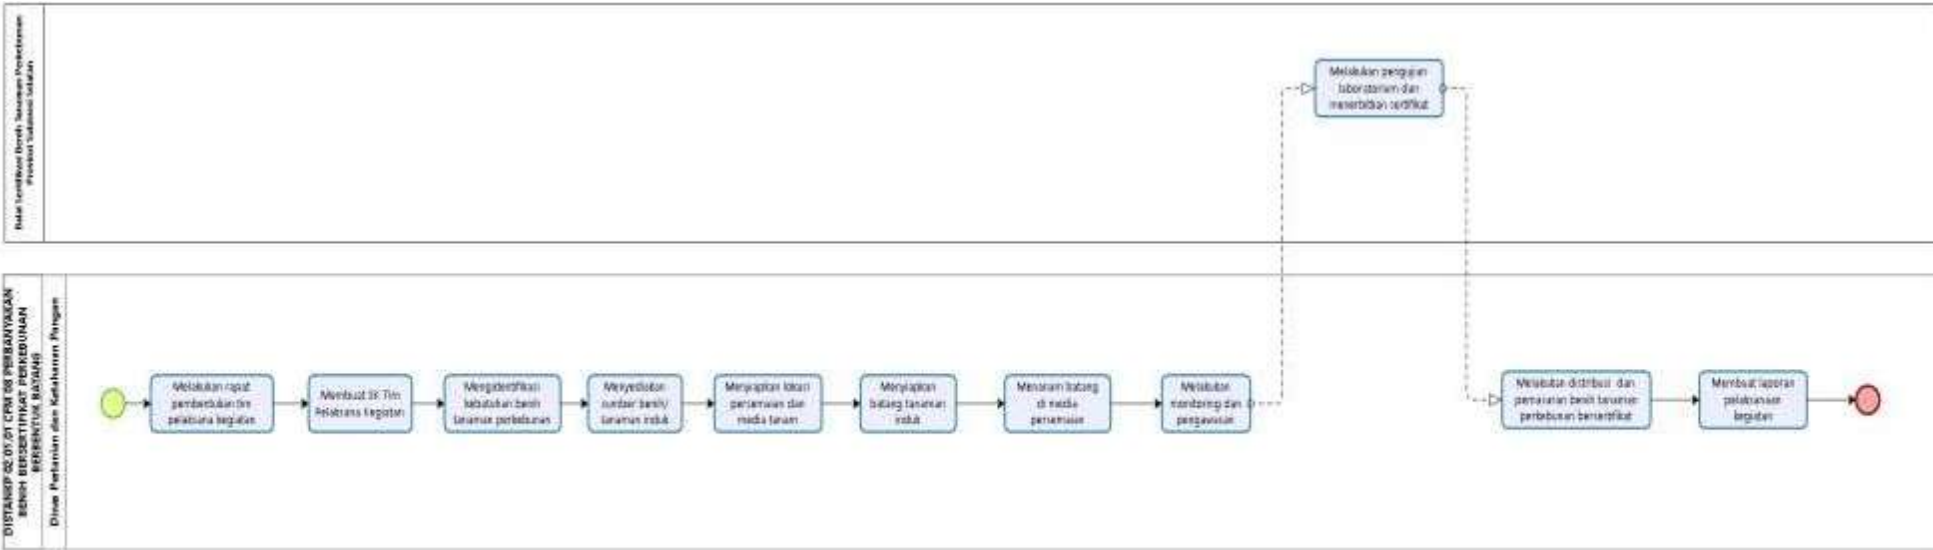 Balai Sertifikasi Benih Tanaman Perkebunan
Provinsi Sulawesi Selatan
Melakukan pengujian
laboratorium dan
menerbitkan sertifikat
DISTANKP 02.01.01 CFM 08 PERBANYAKAN
BENIH BERSERTIFIKAT PERKEBUNAN
BERBENTUK BATANG
Dinas Pertanian dan Ketahanan Pangan
Melakukan rapat
pembentukan tim
pelaksana kegiatan
Membuat SK Tim
Pelaksana Kegiatan
Mengidentifikasi
kebutuhan benih
tanaman perkebunan
Menyediakan
sumber benih/
tanaman induk
Menyiapkan lokasi
persemaian dan
media tanam
Menyiapkan
batang tanaman
induk
Menanam batang
di media
persemaian
Melakukan
monitoring dan
pengawasan
Melakukan distribusi dan
pemasaran benih tanaman
perkebunan bersertifikat
Membuat laporan
pelaksanaan
kegiatan